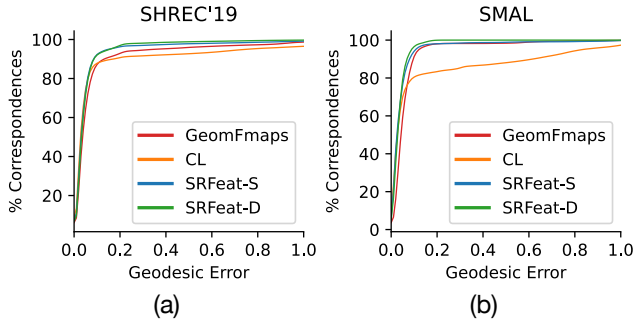 SHREC'19
% Correspondences
100
80
60
40
20
GeomFmaps
CL
SRFeat-S
SRFeat-D
0.0 0.2 0.4 0.6 0.8 1.0
Geodesic Error
(a)
SMAL
% Correspondences
100
80
60
40
20
0
GeomFmaps
CL
SRFeat-S
SRFeat-D
0.0 0.2 0.4 0.6 0.8 1.0
Geodesic Error
(b)